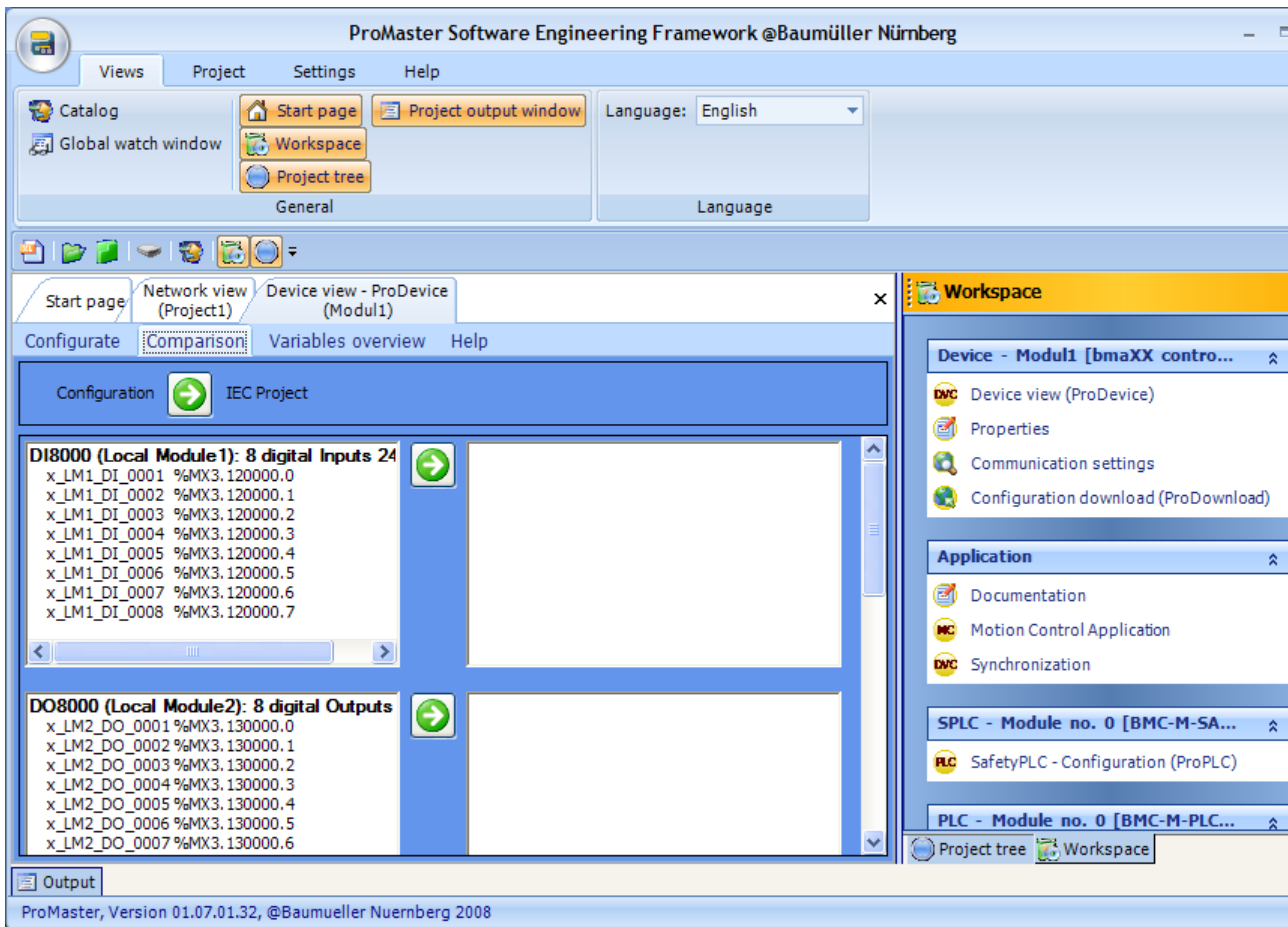 ProMaster Software Engineering Framework @Baumüller Nürnberg
Views Project Settings Help
Catalog
Global watch window
Start page
Workspace
Project tree
Project output window
General
Language: English
Language
Start page
Network view
(Project1)
Device view - ProDevice
(Modul1)
Configurate Comparison Variables overview Help
Configuration IEC Project
DI8000 (Local Module1): 8 digital Inputs 24
x_LM1_DI_0001 %MX3.120000.0
x_LM1_DI_0002 %MX3.120000.1
x_LM1_DI_0003 %MX3.120000.2
x_LM1_DI_0004 %MX3.120000.3
x_LM1_DI_0005 %MX3.120000.4
x_LM1_DI_0006 %MX3.120000.5
x_LM1_DI_0007 %MX3.120000.6
x_LM1_DI_0008 %MX3.120000.7
DO8000 (Local Module2): 8 digital Outputs
x_LM2_DO_0001 %MX3.130000.0
x_LM2_DO_0002 %MX3.130000.1
x_LM2_DO_0003 %MX3.130000.2
x_LM2_DO_0004 %MX3.130000.3
x_LM2_DO_0005 %MX3.130000.4
x_LM2_DO_0006 %MX3.130000.5
x_LM2_DO_0007 %MX3.130000.6
Workspace
Device - Modul1 [bmaXX contro...
DVC Device view (ProDevice)
Properties
Communication settings
Configuration download (ProDownload)
Application
Documentation
MC Motion Control Application
DVC Synchronization
SPLC - Module no. 0 [BMC-M-SA...
PLC SafetyPLC - Configuration (ProPLC)
PLC - Module no. 0 [BMC-M-PLC...
Project tree Workspace
Output
ProMaster, Version 01.07.01.32, @Baumueller Nuernberg 2008